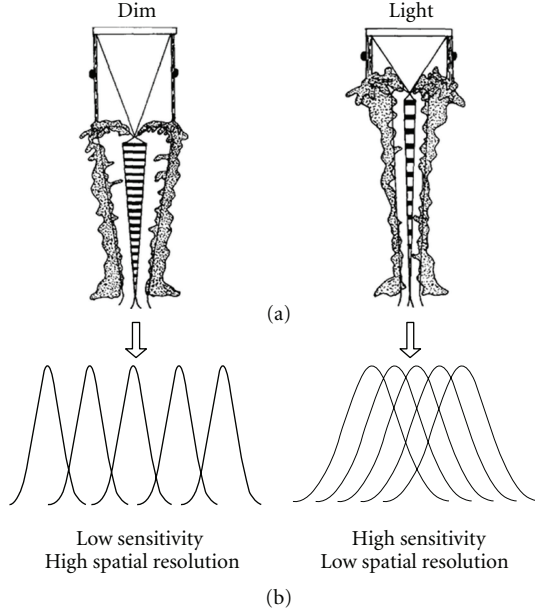 Dim
Light
(a)
Low sensitivity
High spatial resolution
High sensitivity
Low spatial resolution
(b)